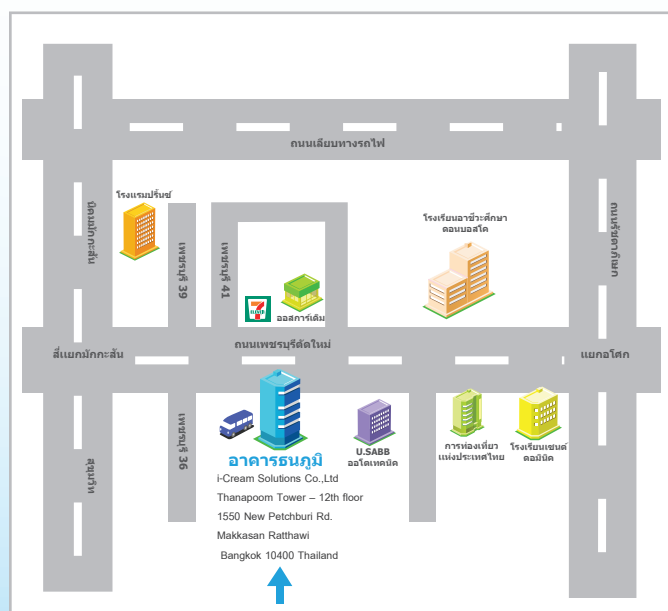 ถนนเลียบทางรถไฟ
โรงแรมปริ้นซ์
โรงเรียนอาชีวะศึกษา
ดอนบอสโค
นิคมมักกะสัน
เพชรบุรี 39
เพชรบุรี 41
ถนนรัชดาภิเษก
7
ELEVEN
ออสการ์เดิม
ถนนเพชรบุรีตัดใหม่
สี่แยกมักกะสัน
แยกอโศก
เพชรบุรี 36
สุขุมวิท
อาคารธนภูมิ
U.SABB
ออโตเทคนิค
การท่องเที่ยว
แห่งประเทศไทย
โรงเรียนเซนต์
ดอมินิค
i-Cream Solutions Co.,Ltd
Thanapoom Tower – 12th floor
1550 New Petchburi Rd.
Makkasan Ratthawi
Bangkok 10400 Thailand